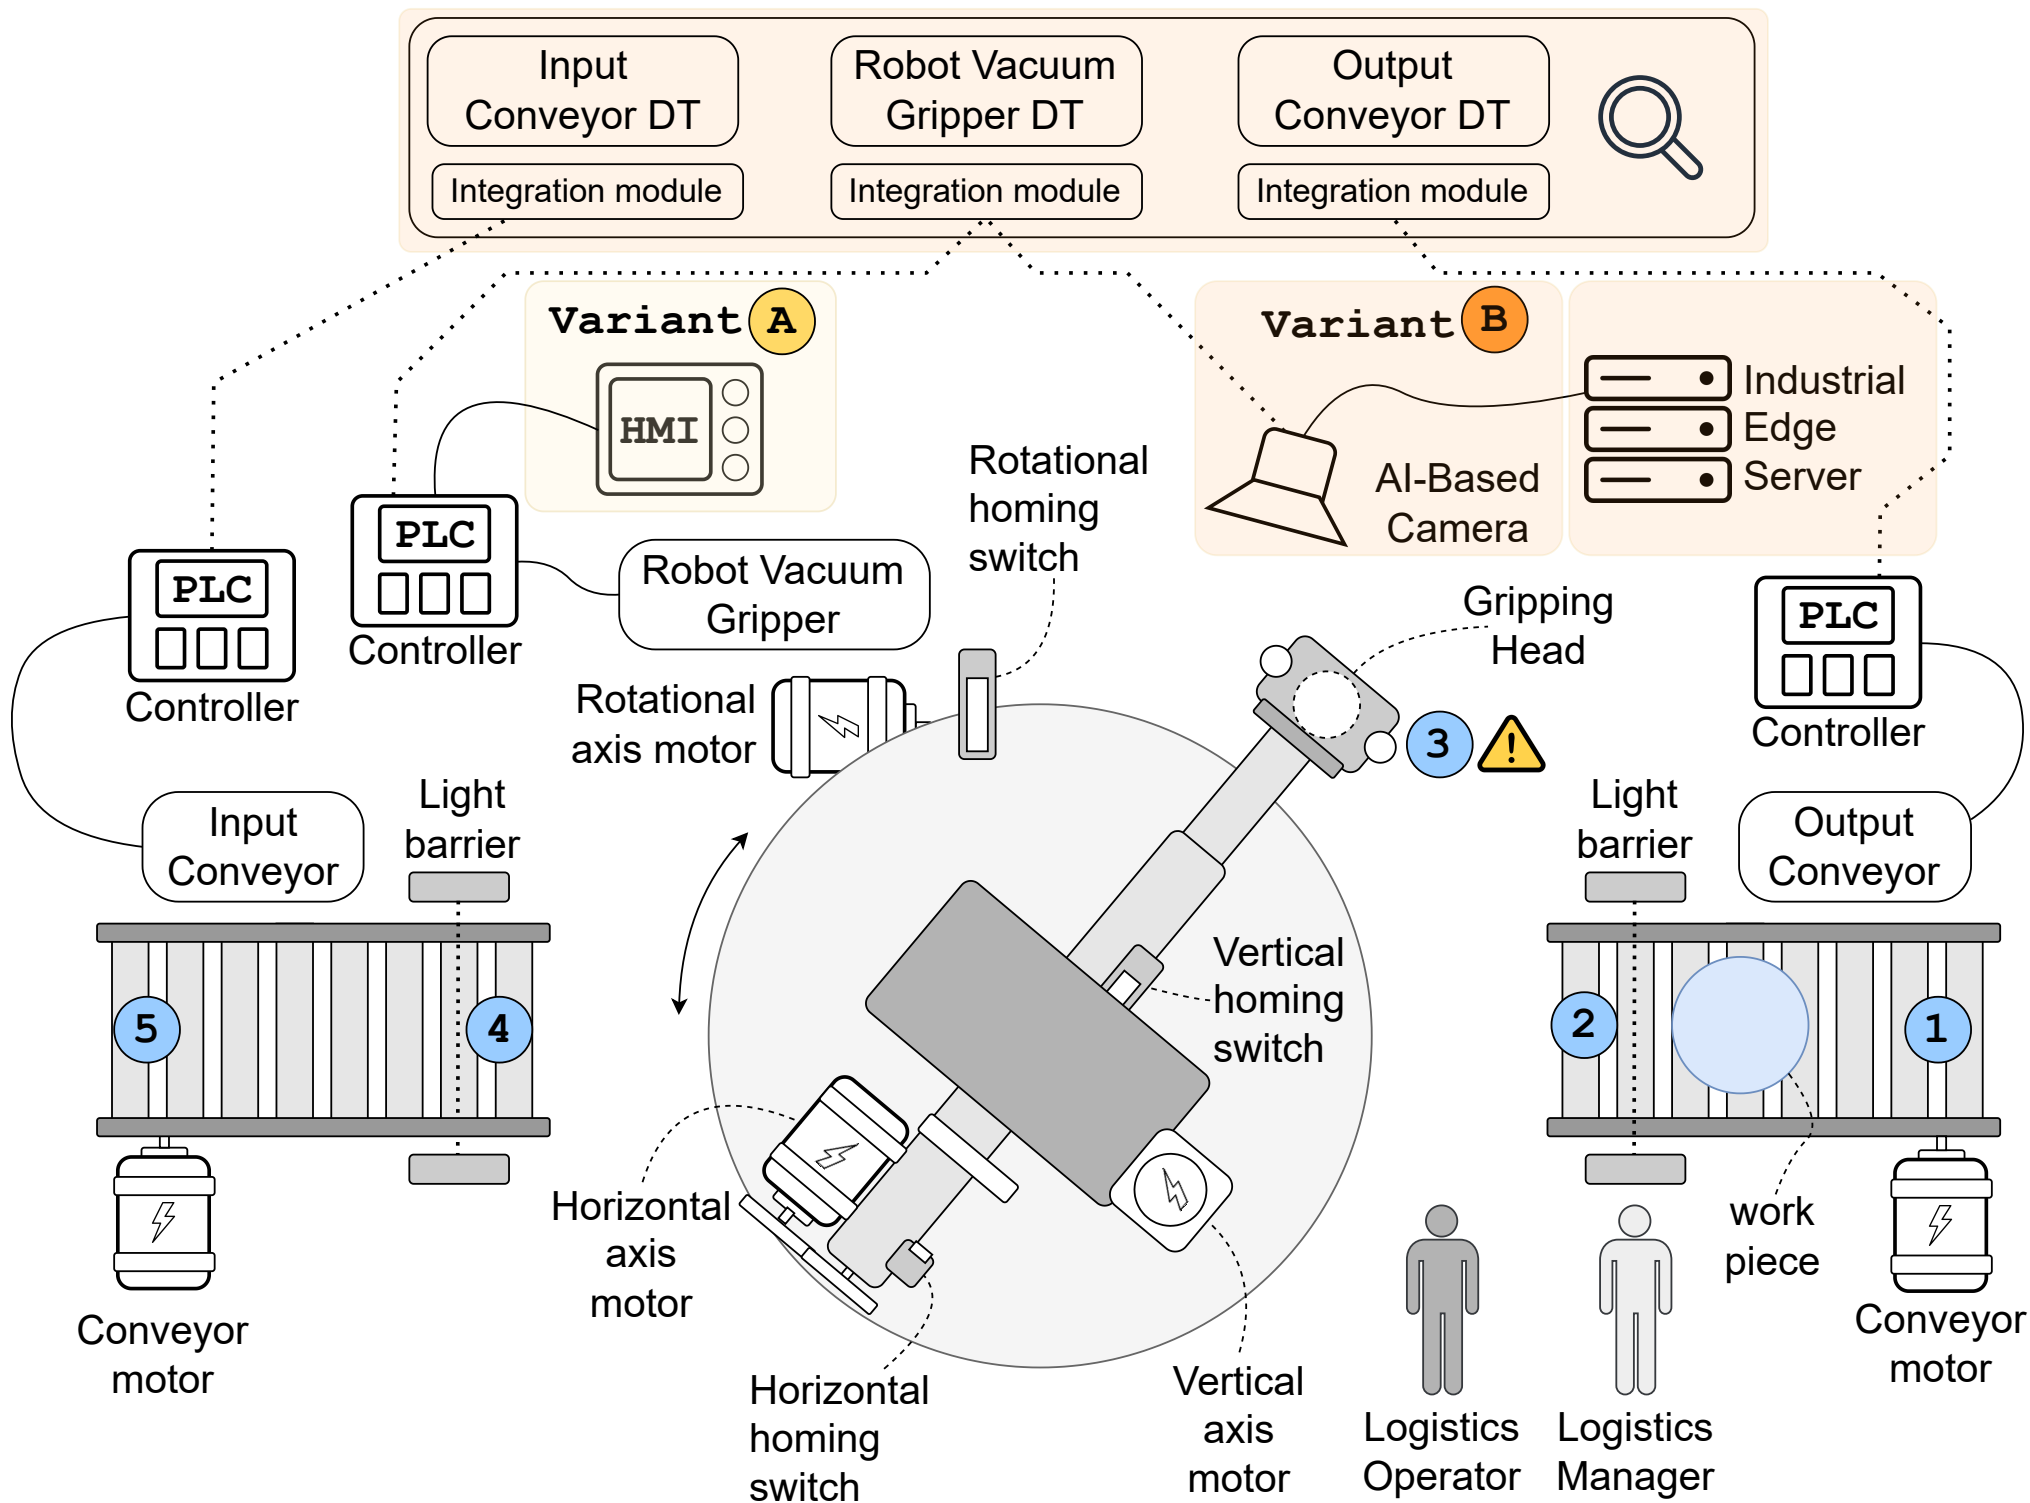 Input
Conveyor DT
Robot Vacuum
Gripper DT
Output
Conveyor DT
Integration module
Integration module
Integration module
Variant A
HMI
Variant B
Industrial
Edge
Server
AI-Based
Camera
PLC
Controller
PLC
Controller
Robot Vacuum
Gripper
Rotational
homing
switch
Gripping
Head
PLC
Controller
Rotational
axis motor
3
Input
Conveyor
Light
barrier
Light
barrier
Output
Conveyor
Vertical
homing
switch
5
4
2
1
Horizontal
axis
motor
work
piece
Conveyor
motor
Conveyor
motor
Horizontal
homing
switch
Vertical
axis
motor
Logistics
Operator
Logistics
Manager